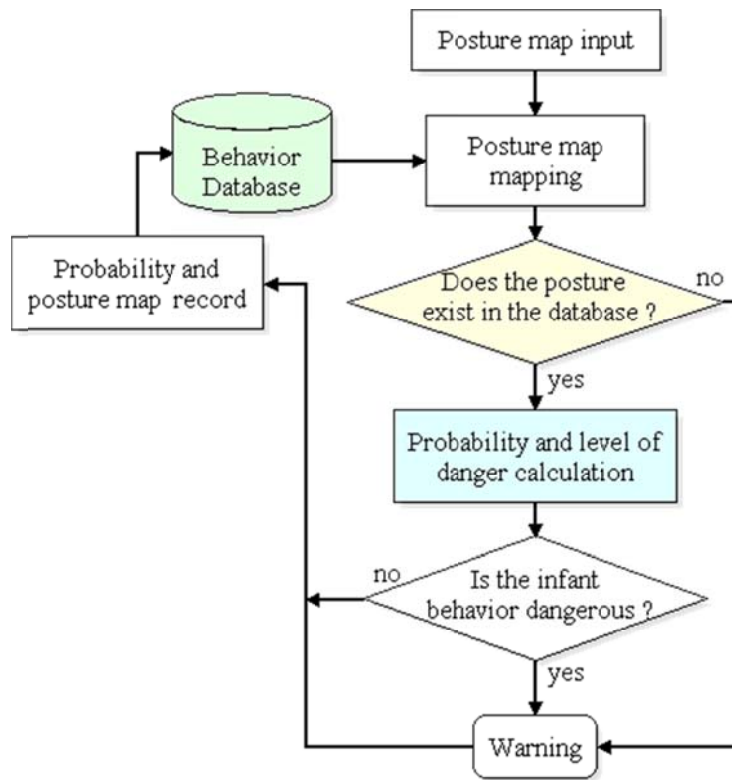 Posture map input
Behavior
Database
Posture map
mapping
Probability and
posture map record
Does the posture
exist in the database ?
no
yes
Probability and level of
danger calculation
no
Is the infant
behavior dangerous ?
yes
Warning